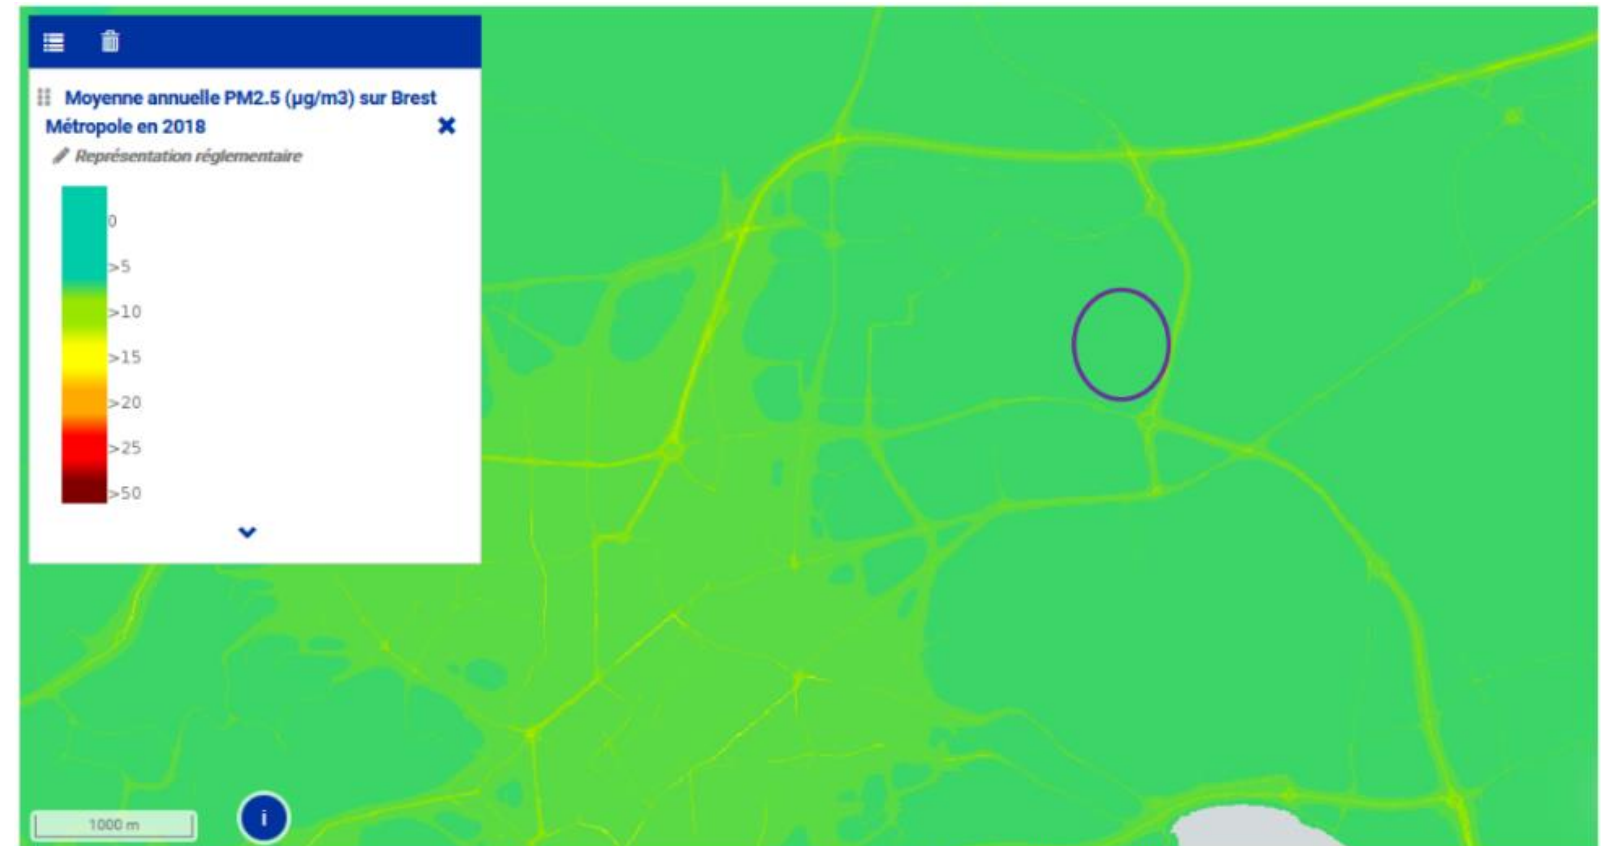 Moyenne annuelle PM2.5 (µg/m3) sur Brest
Métropole en 2018
Représentation réglementaire
0
>5
>10
>15
>20
>25
>50
1000 m
i